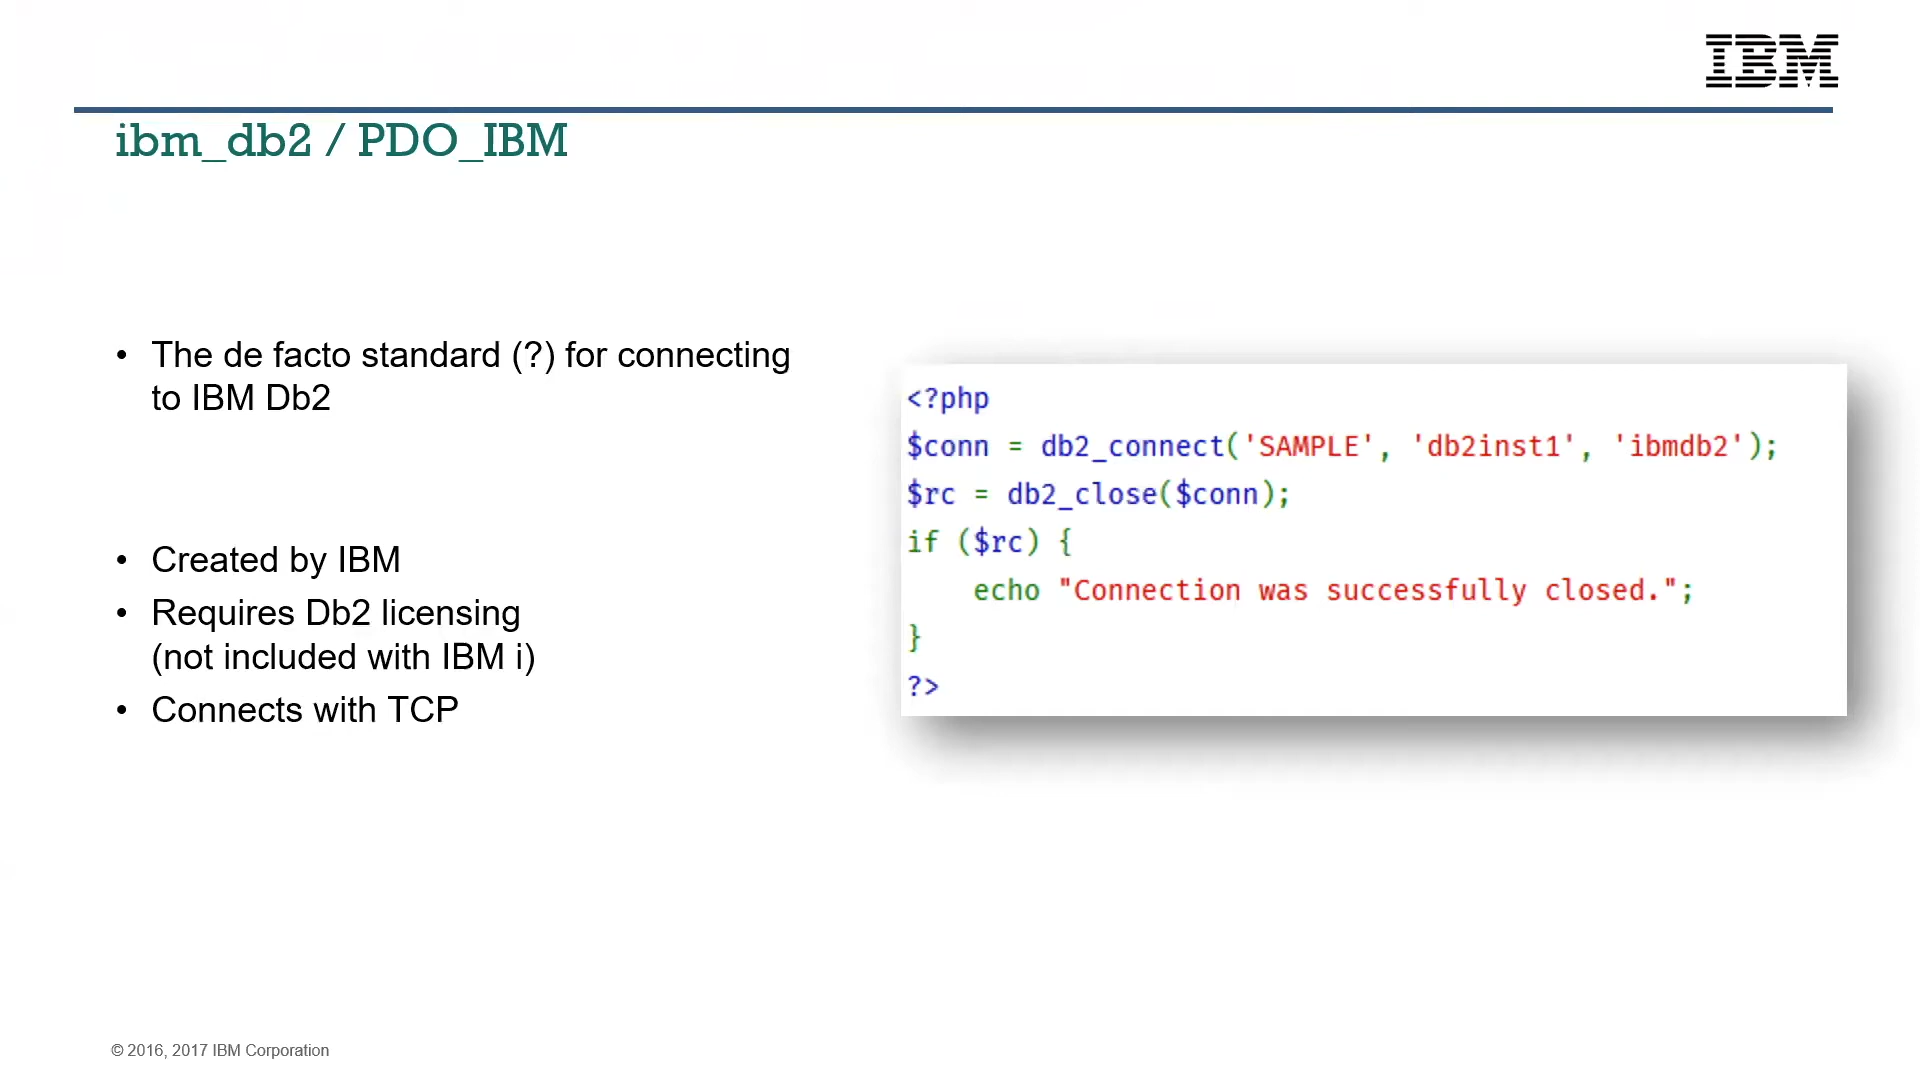 IBM
ibm_db2 / PDO_IBM
• The de facto standard (?) for connecting
to IBM Db2
• Created by IBM
• Requires Db2 licensing
(not included with IBM i)
• Connects with TCP
<?php
$conn = db2_connect('SAMPLE', 'db2inst1', 'ibmdb2');
$rc = db2_close($conn);
if ($rc) {
    echo "Connection was successfully closed.";
}
?>
© 2016, 2017 IBM Corporation